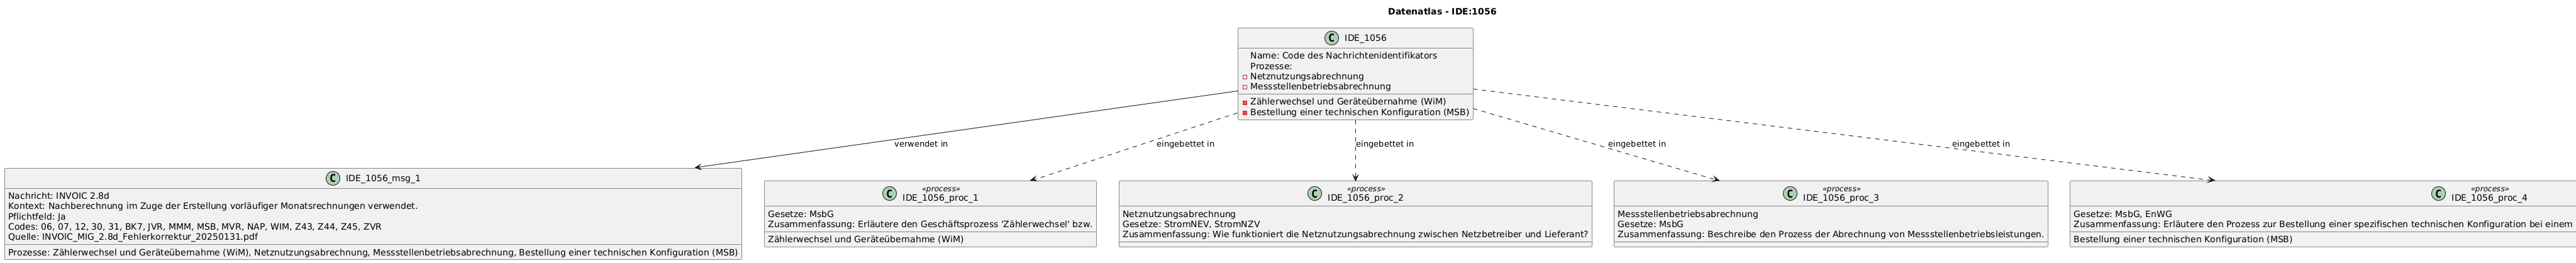 Datenatlas - IDE:1056
C IDE_1056
Name: Code des Nachrichtenidentifikators
Prozesse:
Netznutzungsabrechnung
Messstellenbetriebsabrechnung
Zählerwechsel und Geräteübernahme (WiM)
Bestellung einer technischen Konfiguration (MSB)
verwendet in
eingebettet in
eingebettet in
eingebettet in
eingebettet in
C IDE_1056_msg_1
Nachricht: INVOIC 2.8d
Kontext: Nachberechnung im Zuge der Erstellung vorläufiger Monatsrechnungen verwendet.
Pflichtfeld: Ja
Codes: 06, 07, 12, 30, 31, BK7, JVR, MMM, MSB, MVR, NAP, WIM, Z43, Z44, Z45, ZVR
Quelle: INVOIC_MIG_2.8d_Fehlerkorrektur_20250131.pdf
Prozesse: Zählerwechsel und Geräteübernahme (WiM), Netznutzungsabrechnung, Messstellenbetriebsabrechnung, Bestellung einer technischen Konfiguration (MSB)
C «process»
IDE_1056_proc_1
Gesetze: MsbG
Zusammenfassung: Erläutere den Geschäftsprozess 'Zählerwechsel' bzw.
Zählerwechsel und Geräteübernahme (WiM)
C «process»
IDE_1056_proc_2
Netznutzungsabrechnung
Gesetze: StromNEV, StromNZV
Zusammenfassung: Wie funktioniert die Netznutzungsabrechnung zwischen Netzbetreiber und Lieferant?
C «process»
IDE_1056_proc_3
Messstellenbetriebsabrechnung
Gesetze: MsbG
Zusammenfassung: Beschreibe den Prozess der Abrechnung von Messstellenbetriebsleistungen.
C «process»
IDE_1056_proc_4
Gesetze: MsbG, EnWG
Zusammenfassung: Erläutere den Prozess zur Bestellung einer spezifischen technischen Konfiguration bei einem
Bestellung einer technischen Konfiguration (MSB)